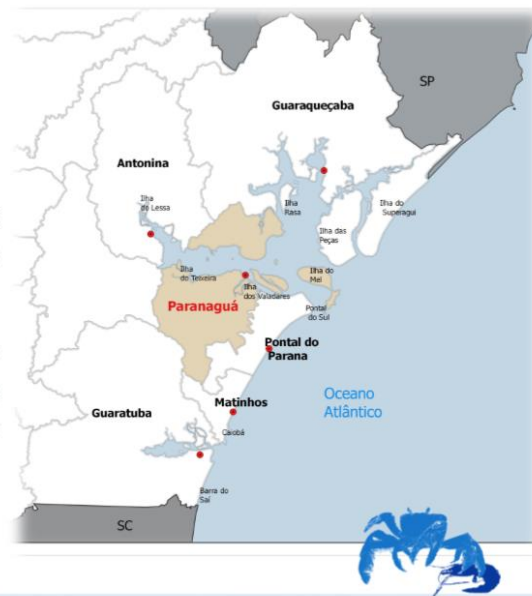 SP
Guaraqueçaba
Antonina
Ilha
do Lessa
Ilha
Rasa
Ilha do
Superagui
Ilha das
Peças
Ilha
do Teixeira
Ilha do
Mel
Ilha
dos Valadares
Paranaguá
Pontal
do Sul
Pontal do
Parana
Oceano
Atlântico
Matinhos
Guaratuba
Caiobá
Barra do
Saí
SC